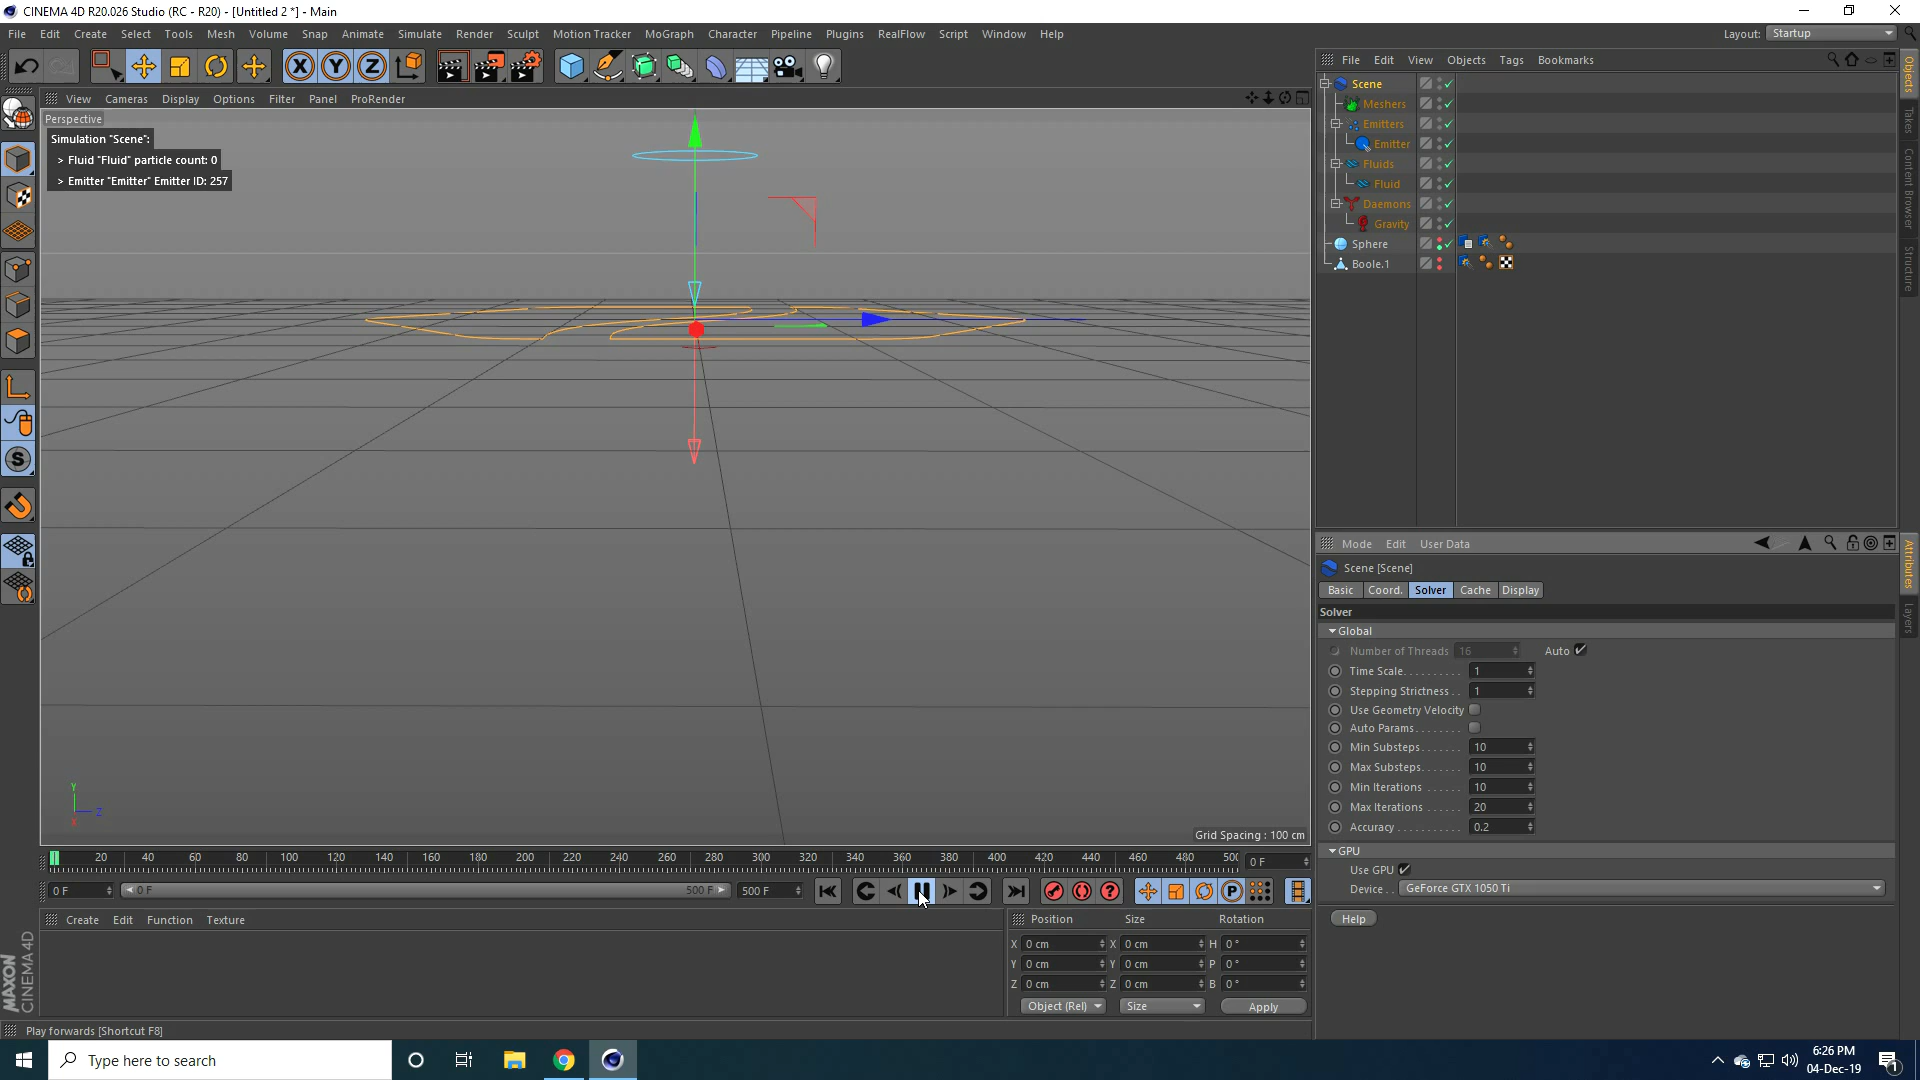 CINEMA 4D R20.026 Studio (RC - R20) - [Untitled 2 *] - Main
File Edit Create Select Tools Mesh Volume Snap Animate Simulate Render Sculpt Motion Tracker MoGraph Character Pipeline Plugins RealFlow Script Window Help
Layout: Startup
X Y Z
File Edit View Objects Tags Bookmarks
View Cameras Display Options Filter Panel ProRender
Perspective
Simulation "Scene":
> Fluid "Fluid" particle count: 0
> Emitter "Emitter" Emitter ID: 257
Scene
Meshers
Emitters
Emitter
Fluids
Fluid
Daemons
Gravity
Sphere
Boole.1
Objects
Takes
Content Browser
Structure
Mode Edit User Data
Scene [Scene]
Basic Coord. Solver Cache Display
Solver
Global
Number of Threads 16 Auto
Time Scale 1
Stepping Strictness 1
Use Geometry Velocity
Auto Params
Min Substeps 10
Max Substeps 10
Min Iterations 10
Max Iterations 20
Accuracy 0.2
GPU
Use GPU
Device GeForce GTX 1050 Ti
Help
Attributes
Layers
Y
Z
X
Grid Spacing : 100 cm
20 40 60 80 100 120 140 160 180 200 220 240 260 280 300 320 340 360 380 400 420 440 460 480 500 0 F
0 F 0 F 500 F 500 F
Create Edit Function Texture
Position Size Rotation
X 0 cm X 0 cm H 0 °
Y 0 cm Y 0 cm P 0 °
Z 0 cm Z 0 cm B 0 °
Object (Rel) Size Apply
MAXON
CINEMA 4D
Play forwards [Shortcut F8]
Type here to search
6:26 PM
04-Dec-19
1